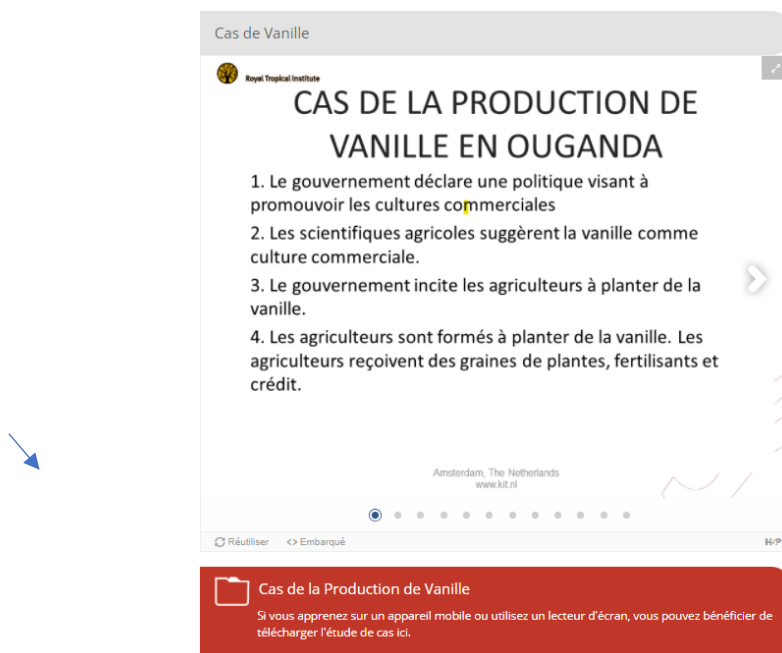 Cas de Vanille
Royal Tropical Institute
CAS DE LA PRODUCTION DE
VANILLE EN OUGANDA
1. Le gouvernement déclare une politique visant à
promouvoir les cultures commerciales
2. Les scientifiques agricoles suggèrent la vanille comme
culture commerciale.
3. Le gouvernement incite les agriculteurs à planter de la
vanille.
4. Les agriculteurs sont formés à planter de la vanille. Les
agriculteurs reçoivent des graines de plantes, fertilisants et
crédit.
Amsterdam, The Netherlands
www.kit.nl
Réutiliser <> Embarqué H-P
Cas de la Production de Vanille
Si vous apprenez sur un appareil mobile ou utilisez un lecteur d'écran, vous pouvez bénéficier de
télécharger l'étude de cas ici.